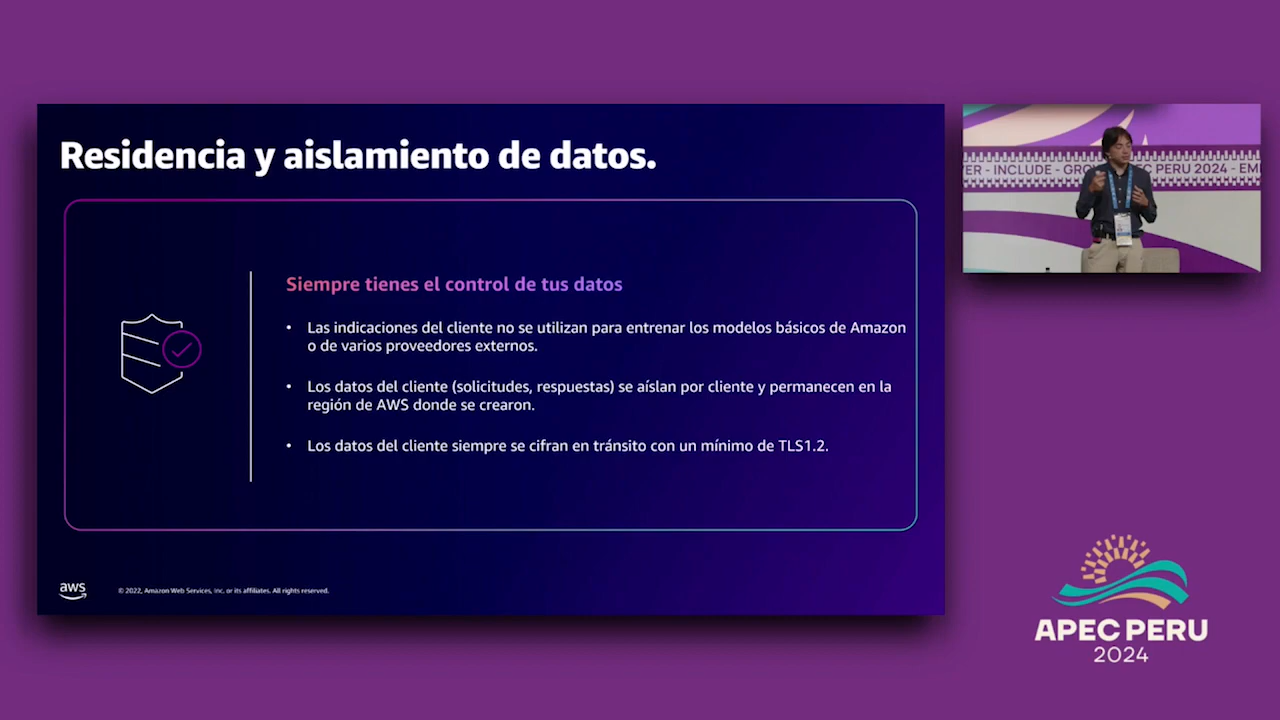 Residencia y aislamiento de datos.
Siempre tienes el control de tus datos
• Las indicaciones del cliente no se utilizan para entrenar los modelos básicos de Amazon
o de varios proveedores externos.
• Los datos del cliente (solicitudes, respuestas) se aíslan por cliente y permanecen en la
región de AWS donde se crearon.
• Los datos del cliente siempre se cifran en tránsito con un mínimo de TLS1.2.
aws
© 2022, Amazon Web Services, Inc. or its affiliates. All rights reserved.
INCLUDE - GRO EC PERU 2024 - EM
APEC PERU
2024